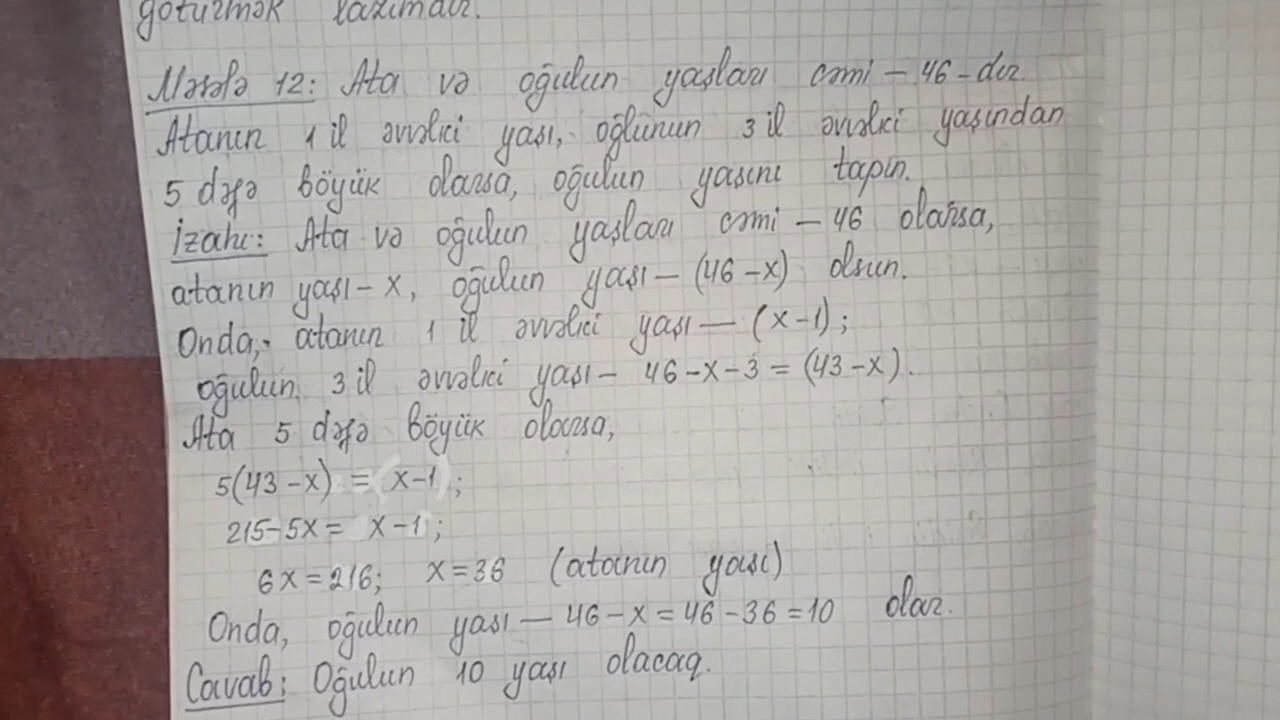 götürmək lazımdır.
Məsələ 12: Ata və oğulun yaşları cəmi - 46-dır.
Atanın 1 il əvvəlki yaşı, oğlunun 3 il əvvəlki yaşından
5 dəfə böyük olarsa, oğulun yaşını tapın.
İzahı: Ata və oğulun yaşları cəmi - 46 olarsa,
atanın yaşı - x, oğulun yaşı - (46-x) olsun.
Onda, atanın 1 il əvvəlki yaşı - (x-1);
oğulun 3 il əvvəlki yaşı - 46-x-3 = (43-x).
Ata 5 dəfə böyük olarsa,
5(43-x) = (x-1);
215-5x = x-1;
6x = 216; x = 36 (atanın yaşı)
Onda, oğulun yaşı - 46-x = 46-36 = 10 olar.
Cavab: Oğulun 10 yaşı olacaq.